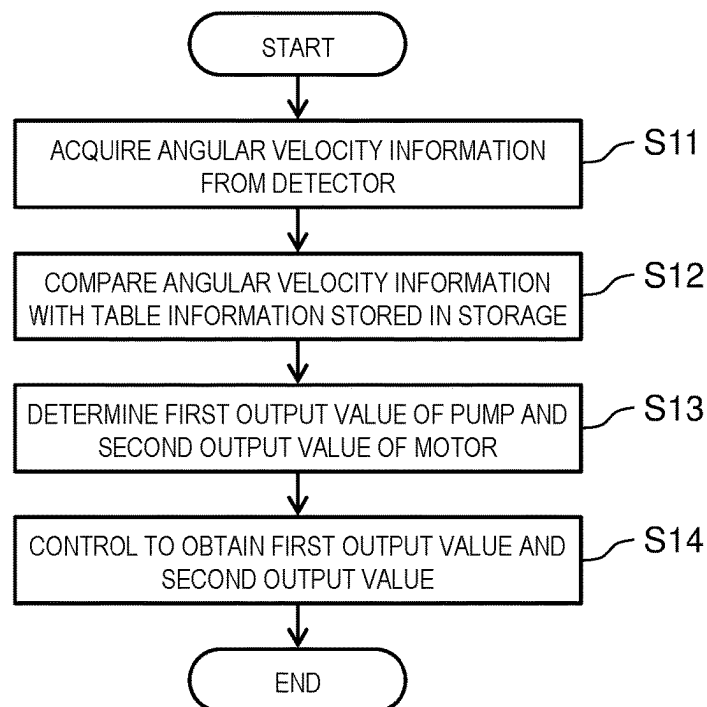 START
ACQUIRE ANGULAR VELOCITY INFORMATION
FROM DETECTOR
S11
COMPARE ANGULAR VELOCITY INFORMATION
WITH TABLE INFORMATION STORED IN STORAGE
S12
DETERMINE FIRST OUTPUT VALUE OF PUMP AND
SECOND OUTPUT VALUE OF MOTOR
S13
CONTROL TO OBTAIN FIRST OUTPUT VALUE AND
SECOND OUTPUT VALUE
S14
END